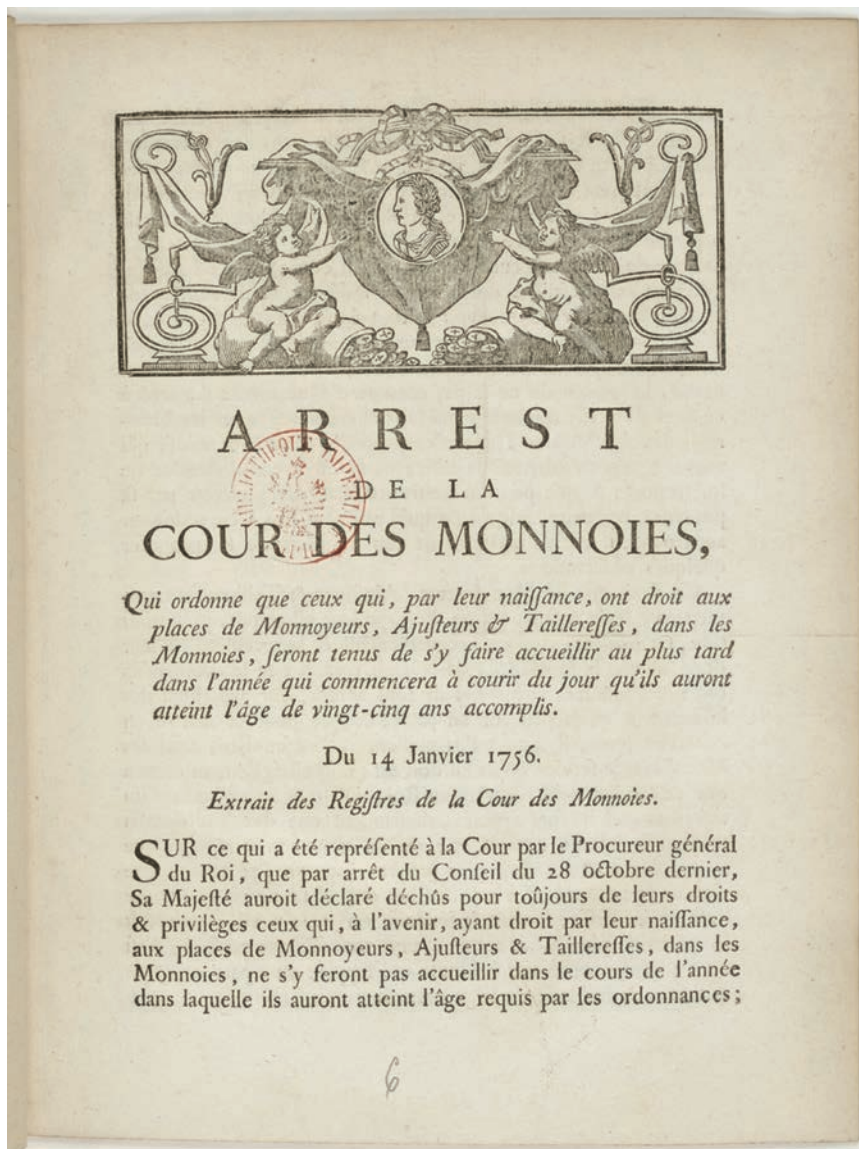 ARREST
DE LA
COUR DES MONNOIES,
Qui ordonne que ceux qui, par leur naiſſance, ont droit aux
places de Monnoyeurs, Ajuſteurs & Taillereſſes, dans les
Monnoies, ſeront tenus de s'y faire accueillir au plus tard
dans l'année qui commencera à courir du jour qu'ils auront
atteint l'âge de vingt-cinq ans accomplis.
Du 14 Janvier 1756.
Extrait des Regiſtres de la Cour des Monnoies.
SUR ce qui a été repréſenté à la Cour par le Procureur général
du Roi, que par arrêt du Conſeil du 28 octobre dernier,
Sa Majeſté auroit déclaré déchûs pour toûjours de leurs droits
& privilèges ceux qui, à l'avenir, ayant droit par leur naiſſance,
aux places de Monnoyeurs, Ajuſteurs & Taillereſſes, dans les
Monnoies, ne s'y feront pas accueillir dans le cours de l'année
dans laquelle ils auront atteint l'âge requis par les ordonnances;
BIBLIOTHEQUE IMPERIALE
6